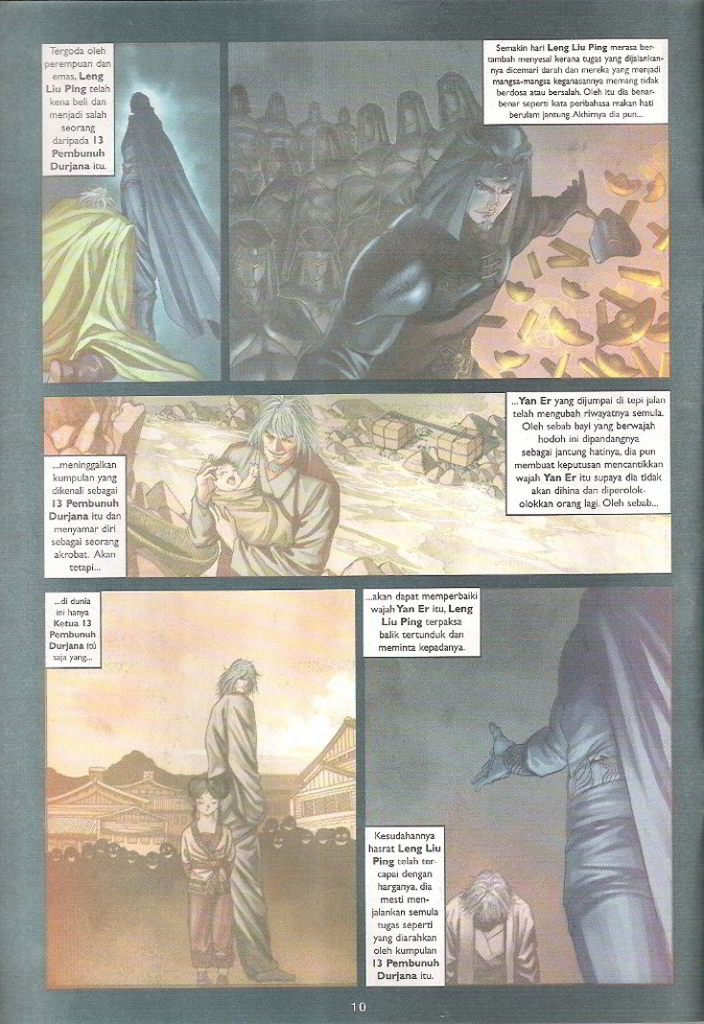 Tergoda oleh
perempuan dan
emas, Leng
Liu Ping telah
kena beli dan
menjadi salah
seorang
daripada 13
Pembunuh
Durjana itu.
Semakin hari Leng Liu Ping merasa ber-
tambah menyesal kerana tugas yang dijalankan-
nya dicemari darah dan mereka yang menjadi
mangsa-mangsa keganasannya memang tidak
berdosa atau bersalah. Oleh itu dia benar-
benar seperti kata peribahasa makan hati
berulam jantung. Akhirnya dia pun...
...meninggalkan
kumpulan yang
dikenali sebagai
13 Pembunuh
Durjana itu dan
menyamar diri
sebagai seorang
akrobat. Akan
tetapi...
...Yan Er yang dijumpai di tepi jalan
telah mengubah riwayatnya semula.
Oleh sebab bayi yang berwajah
hodoh ini dipandangnya
sebagai jantung hatinya, dia pun
membuat keputusan mencantikkan
wajah Yan Er itu supaya dia tidak
akan dihina dan diperolok-
olokkan orang lagi. Oleh sebab...
...di dunia
ini hanya
Ketua 13
Pembunuh
Durjana itu
saja yang...
...akan dapat memperbaiki
wajah Yan Er itu, Leng
Liu Ping terpaksa
balik tertunduk dan
meminta kepadanya.
Kesudahannya
hasrat Leng Liu
Ping telah ter-
capai dengan
harganya, dia
mesti men-
jalankan semula
tugas seperti
yang diarahkan
oleh kumpulan
13 Pembunuh
Durjana itu.
10